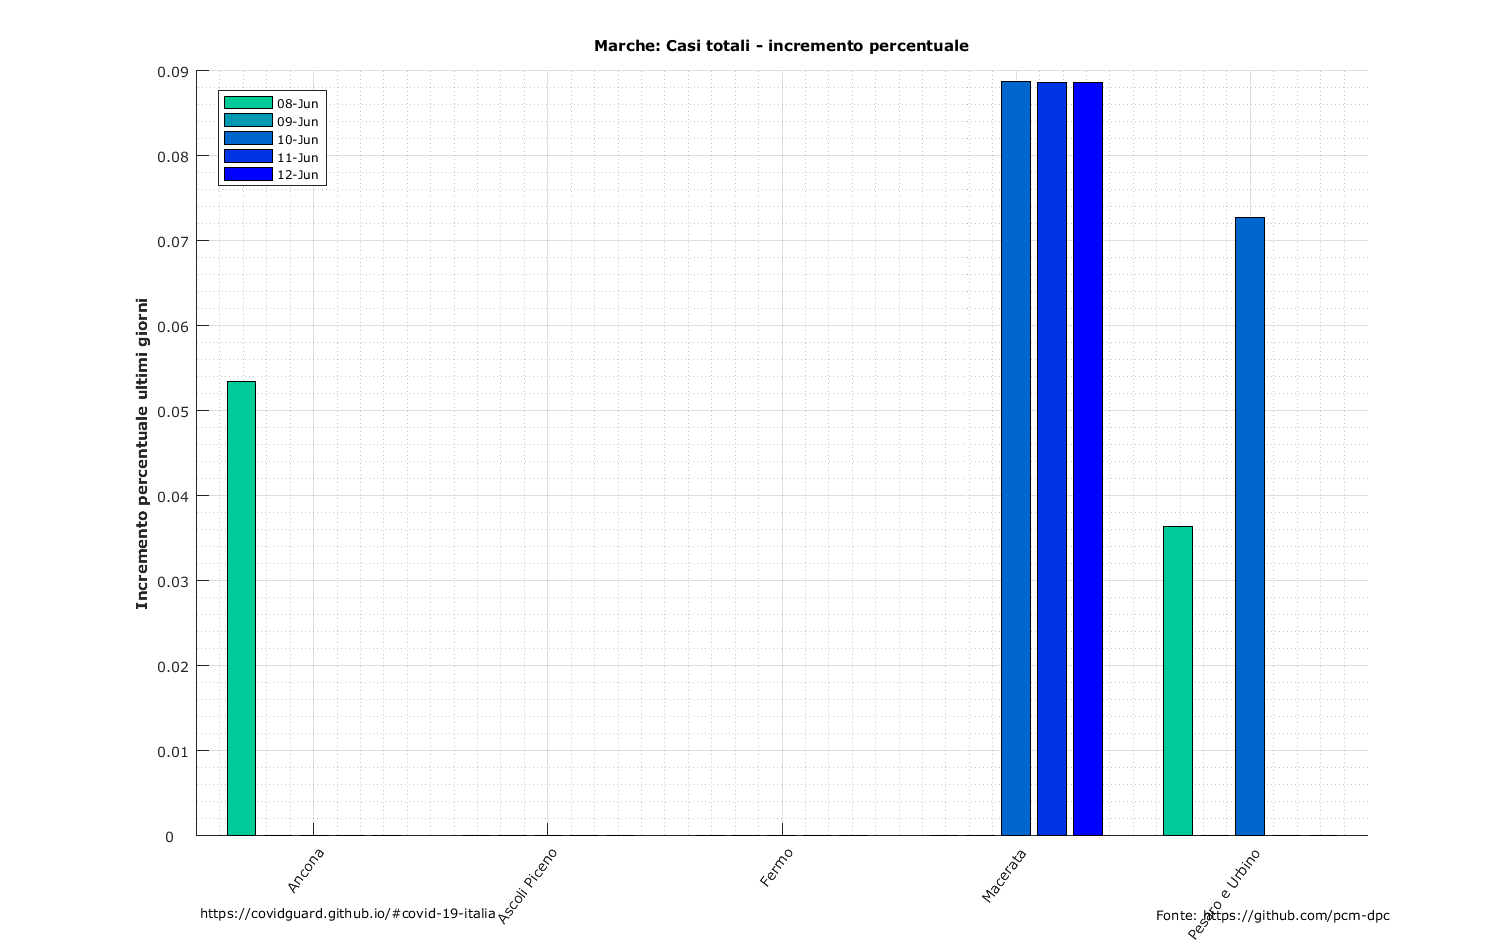 Marche: Casi totali - incremento percentuale
Incremento percentuale ultimi giorni
0.09
0.08
0.07
0.06
0.05
0.04
0.03
0.02
0.01
0
08-Jun
09-Jun
10-Jun
11-Jun
12-Jun
Ancona
Ascoli Piceno
Fermo
Macerata
Pesaro e Urbino
https://covidguard.github.io/#covid-19-italia
Fonte: https://github.com/pcm-dpc